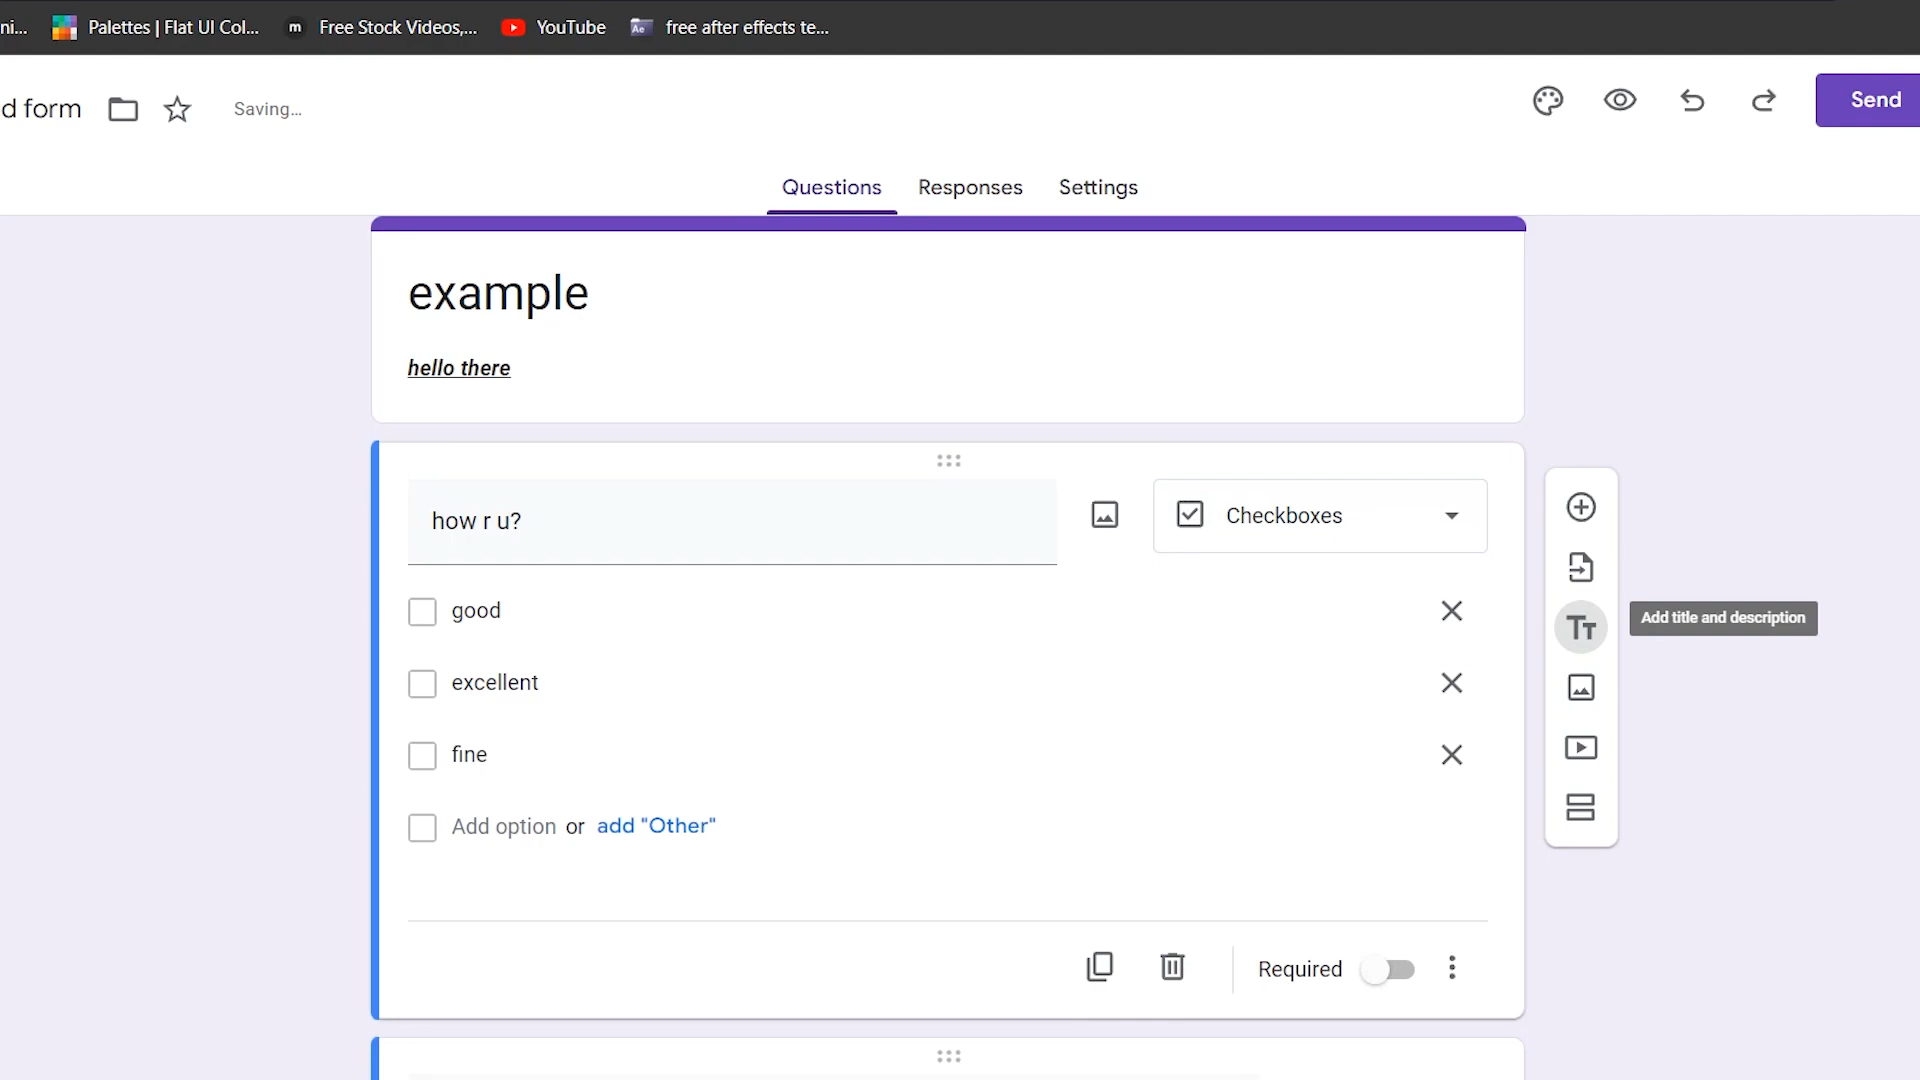 ni... Palettes | Flat UI Col... m Free Stock Videos,... YouTube Ae free after effects te...
d form Saving... Send
Questions Responses Settings
example
hello there
how r u? Checkboxes
good
Add title and description
excellent
fine
Add option or add "Other"
Required